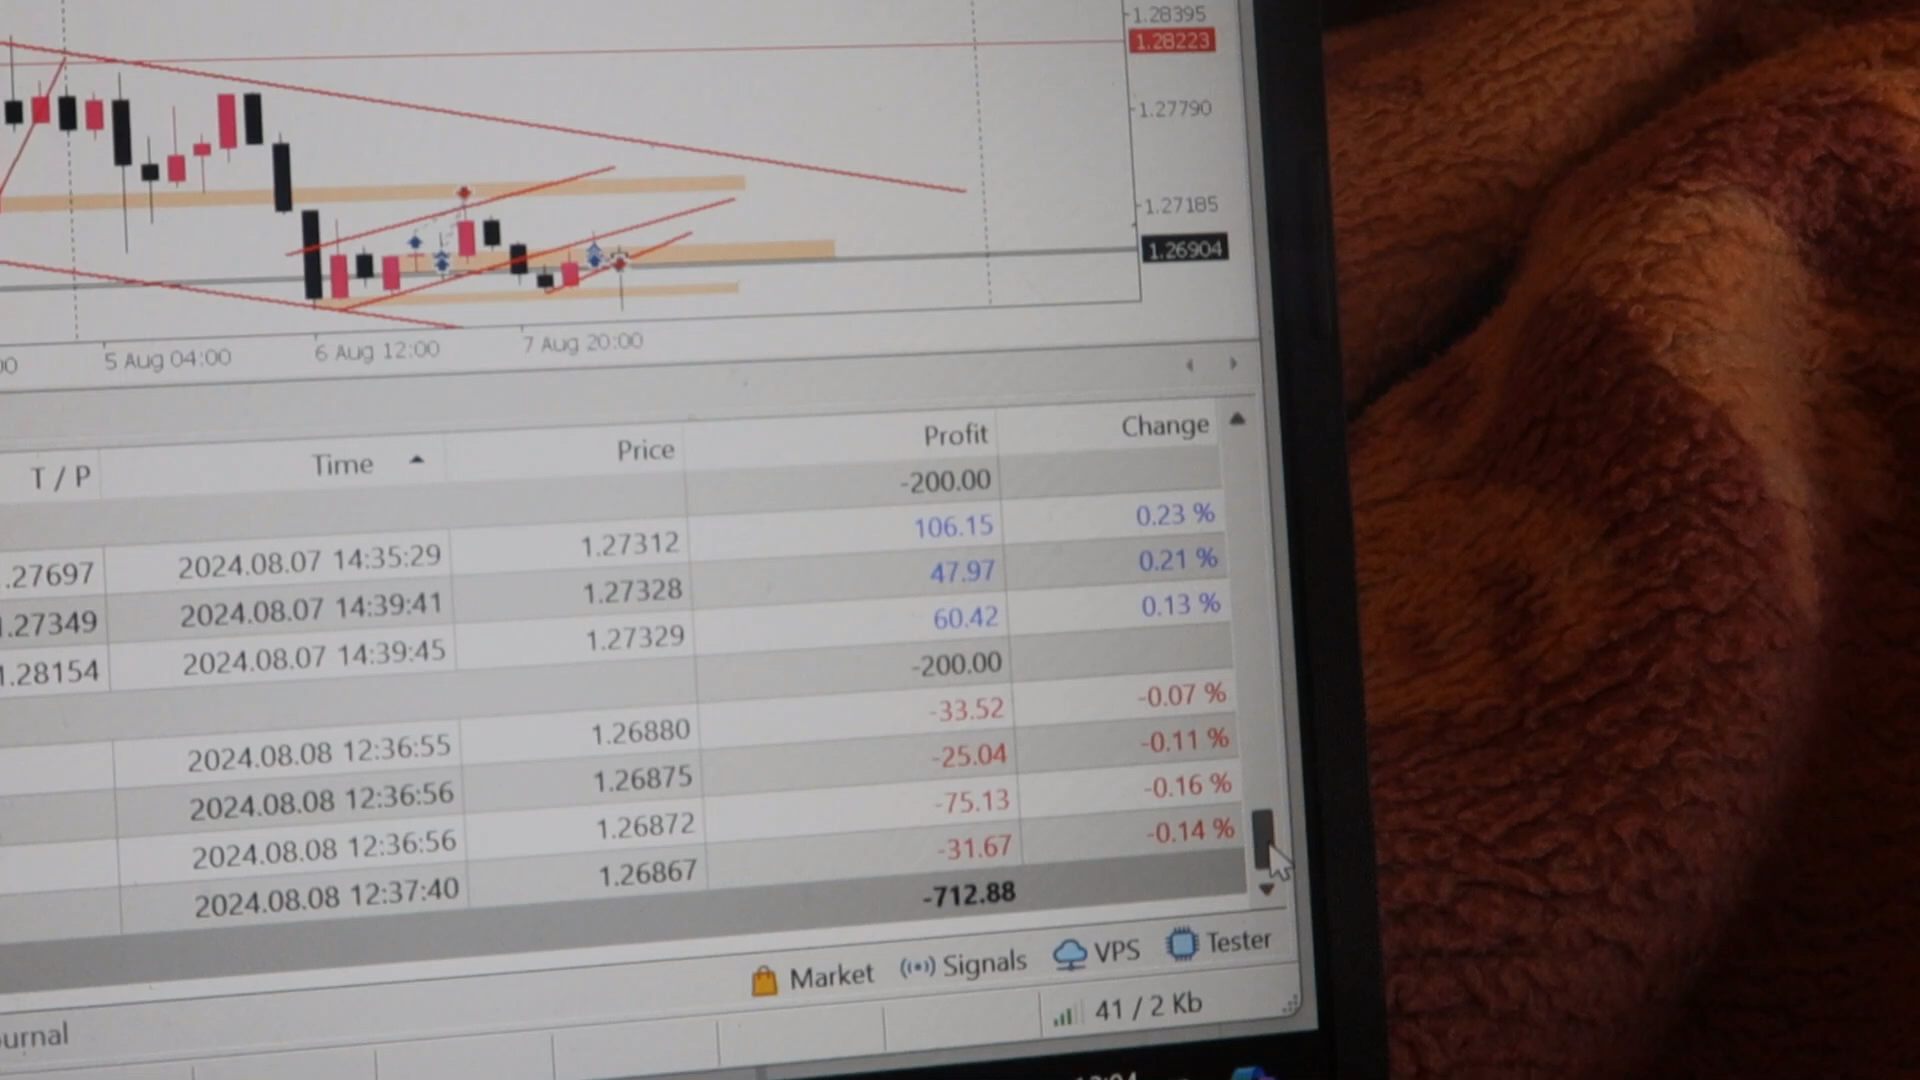 1.28395
1.28223
1.27790
1.27185
1.26904
5 Aug 04:00
6 Aug 12:00
7 Aug 20:00
T / P Time Price Profit Change
-200.00
.27697 2024.08.07 14:35:29 1.27312 106.15 0.23 %
1.27349 2024.08.07 14:39:41 1.27328 47.97 0.21 %
1.28154 2024.08.07 14:39:45 1.27329 60.42 0.13 %
-200.00
2024.08.08 12:36:55 1.26880 -33.52 -0.07 %
2024.08.08 12:36:56 1.26875 -25.04 -0.11 %
2024.08.08 12:36:56 1.26872 -75.13 -0.16 %
2024.08.08 12:37:40 1.26867 -31.67 -0.14 %
-712.88
Market Signals VPS Tester
ournal
41 / 2 Kb